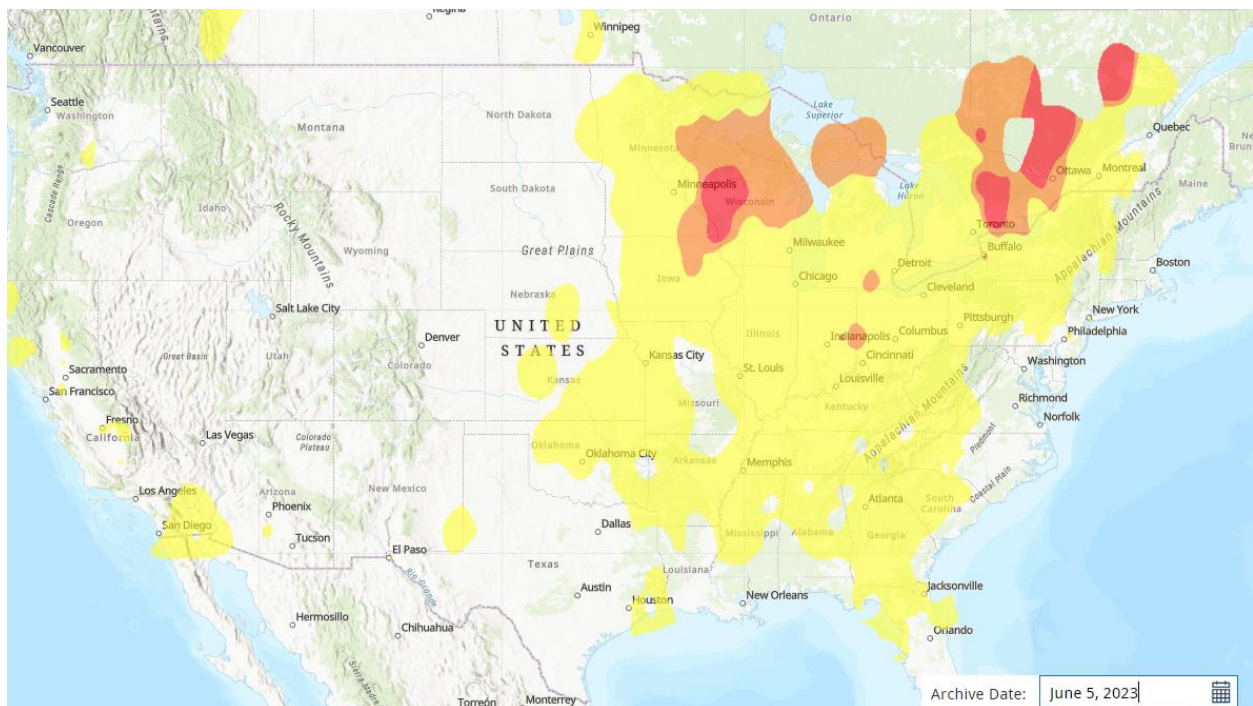 Regina
Winnipeg
Ontario
Vancouver
Seattle
Washington
Montana
North Dakota
Lake
Superior
Quebec
Minnesota
Minneapolis
Wisconsin
Ottawa
Montreal
Maine
Cascade Range
Oregon
Idaho
South Dakota
Lake
Huron
Toronto
Buffalo
Rocky Mountains
Wyoming
Great Plains
Milwaukee
Appalachian Mountains
Boston
Iowa
Chicago
Detroit
Cleveland
Nebraska
Salt Lake City
New York
Pittsburgh
Philadelphia
UNITED
STATES
Denver
Great Basin
Utah
Colorado
Illinois
Indianapolis
Columbus
Cincinnati
Washington
Kansas City
St. Louis
Sacramento
San Francisco
Kansas
Missouri
Louisville
Kentucky
Richmond
Norfolk
Fresno
California
Las Vegas
Colorado
Plateau
Appalachian Mountains
Piedmont
Coastal Plain
Oklahoma
Oklahoma City
Arkansas
Memphis
Los Angeles
Arizona
Phoenix
New Mexico
Atlanta
South
Carolina
San Diego
Tucson
Dallas
Mississippi
Alabama
Georgia
El Paso
Rio Grande
Texas
Louisiana
Austin
Houston
New Orleans
Jacksonville
Hermosillo
Chihuahua
Orlando
Sierra Madre
Torreón
Monterrey
Archive Date: June 5, 2023